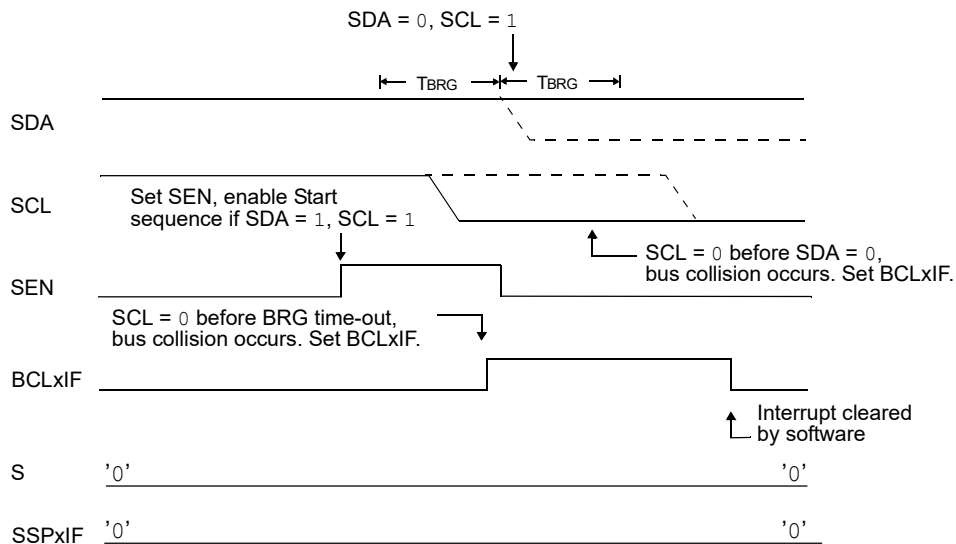 SDA = 0, SCL = 1
TBRG TBRG
SDA
SCL
Set SEN, enable Start
sequence if SDA = 1, SCL = 1
SCL = 0 before SDA = 0,
bus collision occurs. Set BCLxIF.
SEN
SCL = 0 before BRG time-out,
bus collision occurs. Set BCLxIF.
BCLxIF
Interrupt cleared
by software
S '0' '0'
SSPxIF '0' '0'